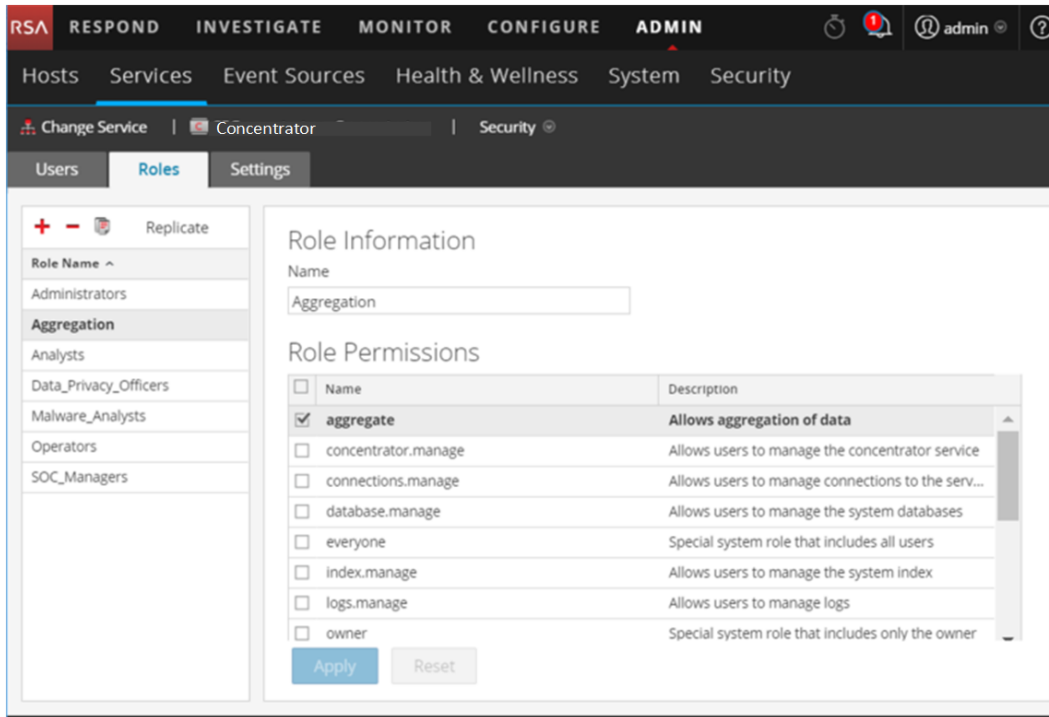 RSA RESPOND INVESTIGATE MONITOR CONFIGURE ADMIN 1 admin ?
Hosts Services Event Sources Health & Wellness System Security
Change Service | C Concentrator | Security
Users Roles Settings
Replicate
Role Name
Administrators
Aggregation
Analysts
Data_Privacy_Officers
Malware_Analysts
Operators
SOC_Managers
Role Information
Name
Aggregation
Role Permissions
Name Description
aggregate Allows aggregation of data
concentrator.manage Allows users to manage the concentrator service
connections.manage Allows users to manage connections to the serv...
database.manage Allows users to manage the system databases
everyone Special system role that includes all users
index.manage Allows users to manage the system index
logs.manage Allows users to manage logs
owner Special system role that includes only the owner
Apply Reset